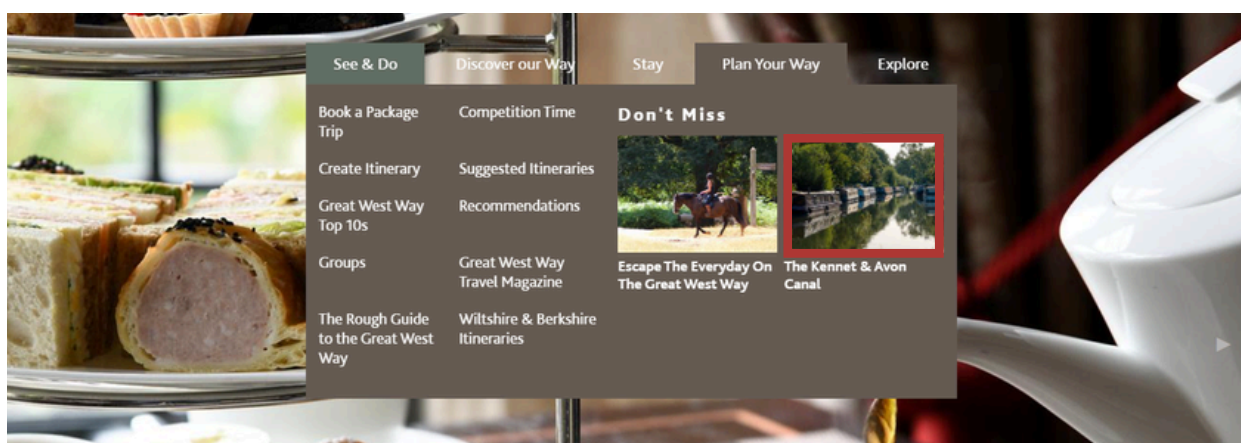 See & Do
Discover our Way
Stay
Plan Your Way
Explore
Book a Package
Trip
Create Itinerary
Great West Way
Top 10s
Groups
The Rough Guide
to the Great West
Way
Competition Time
Suggested Itineraries
Recommendations
Great West Way
Travel Magazine
Wiltshire & Berkshire
Itineraries
Don't Miss
Escape The Everyday On
The Great West Way
The Kennet & Avon
Canal